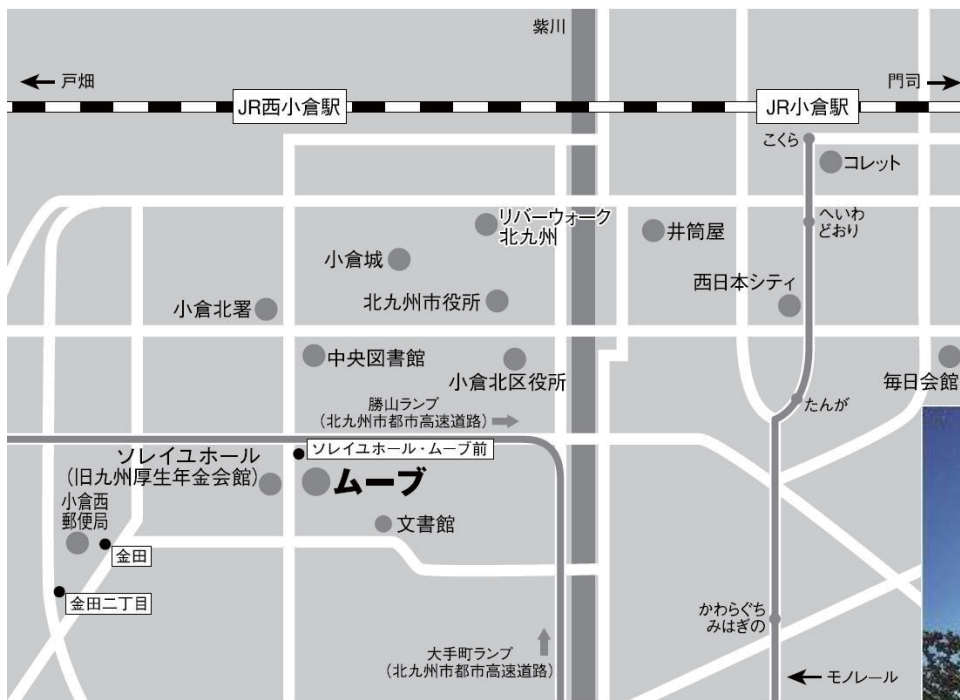 紫川
戸畑
門司
JR西小倉駅
JR小倉駅
こくら
コレット
リバーウォーク
北九州
井筒屋
へいわ
どおり
小倉城
西日本シティ
小倉北署
北九州市役所
中央図書館
小倉北区役所
毎日会館
勝山ランプ
(北九州市都市高速道路)
たんが
ソレイユホール・ムーブ前
ソレイユホール
(旧九州厚生年金会館)
ムーブ
小倉西
郵便局
文書館
金田
金田二丁目
かわらぐち
みはぎの
大手町ランプ
(北九州市都市高速道路)
モノレール